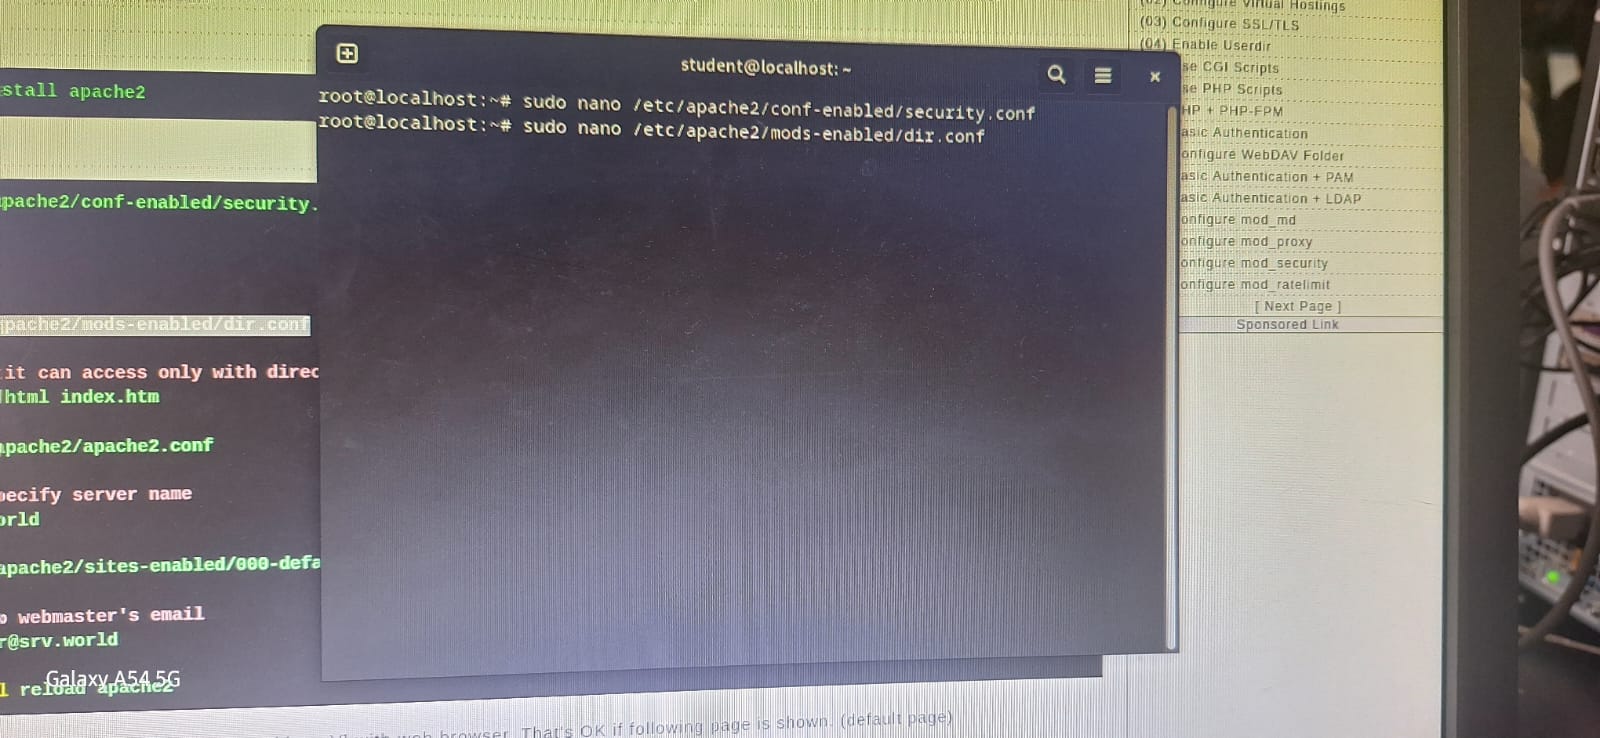 stall apache2
pache2/conf-enabled/security.
pache2/mods-enabled/dir.conf
it can access only with direc
html index.htm
pache2/apache2.conf
pecify server name
orld
apache2/sites-enabled/000-defa
webmaster's email
r@srv.world
l reload apache2
Galaxy A54 5G
student@localhost: ~
root@localhost:~# sudo nano /etc/apache2/conf-enabled/security.conf
root@localhost:~# sudo nano /etc/apache2/mods-enabled/dir.conf
(02) Configure Virtual Hostings
(03) Configure SSL/TLS
(04) Enable Userdir
se CGI Scripts
se PHP Scripts
HP + PHP-FPM
asic Authentication
onfigure WebDAV Folder
asic Authentication + PAM
asic Authentication + LDAP
onfigure mod_md
onfigure mod_proxy
onfigure mod_security
onfigure mod_ratelimit
[ Next Page ]
Sponsored Link
with web browser. That's OK if following page is shown. (default page)